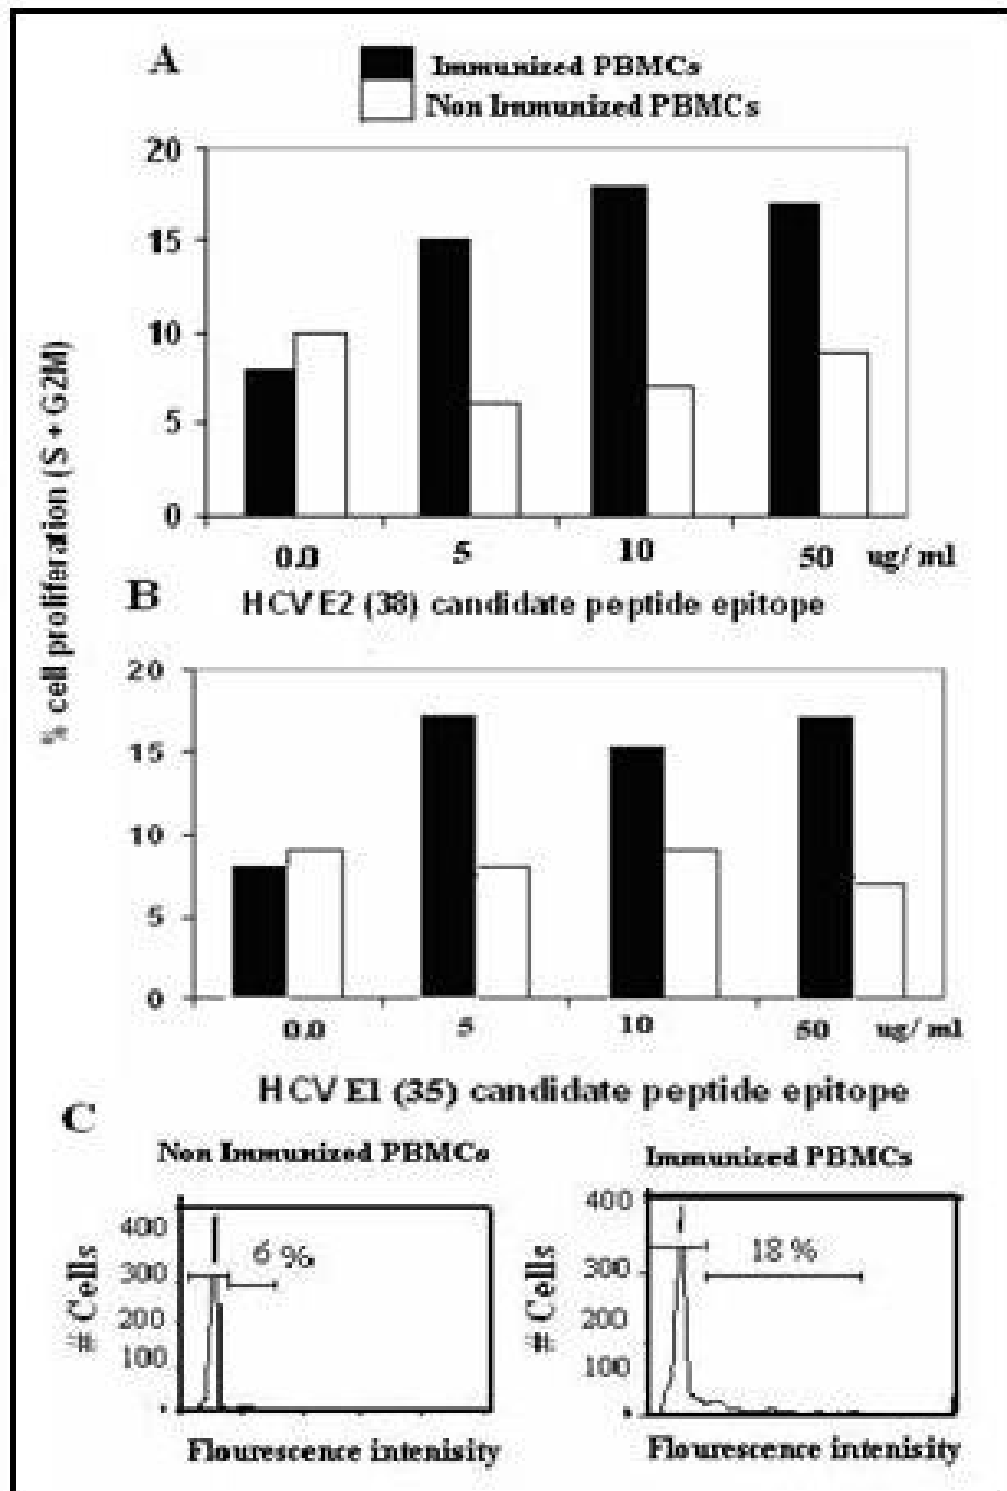 A
Immunized PBMCs
Non Immunized PBMCs
% cell proliferation (S + G2M)
20
15
10
5
0
0.0 5 10 50 ug/ ml
HCV E2 (38) candidate peptide epitope
B
20
15
10
5
0
0.0 5 10 50 ug/ ml
HCV E1 (35) candidate peptide epitope
C
Non Immunized PBMCs
# Cells
400
300
200
100
6 %
Flourescence intenisity
Immunized PBMCs
# Cells
400
300
200
100
18 %
Flourescence intenisity